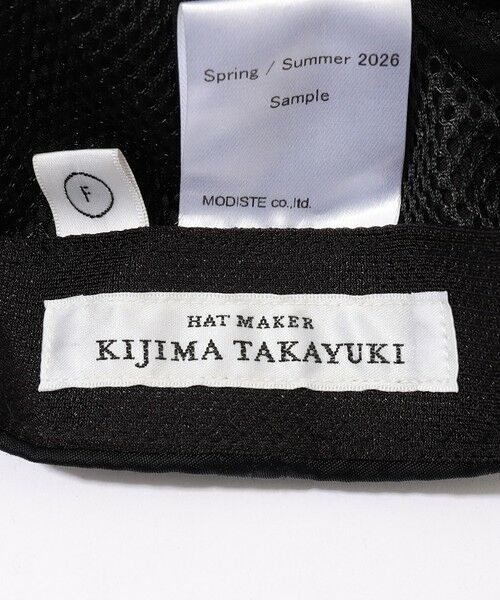 Spring / Summer 2026
Sample
MODISTE co.,ltd.
F
HAT MAKER
KIJIMA TAKAYUKI